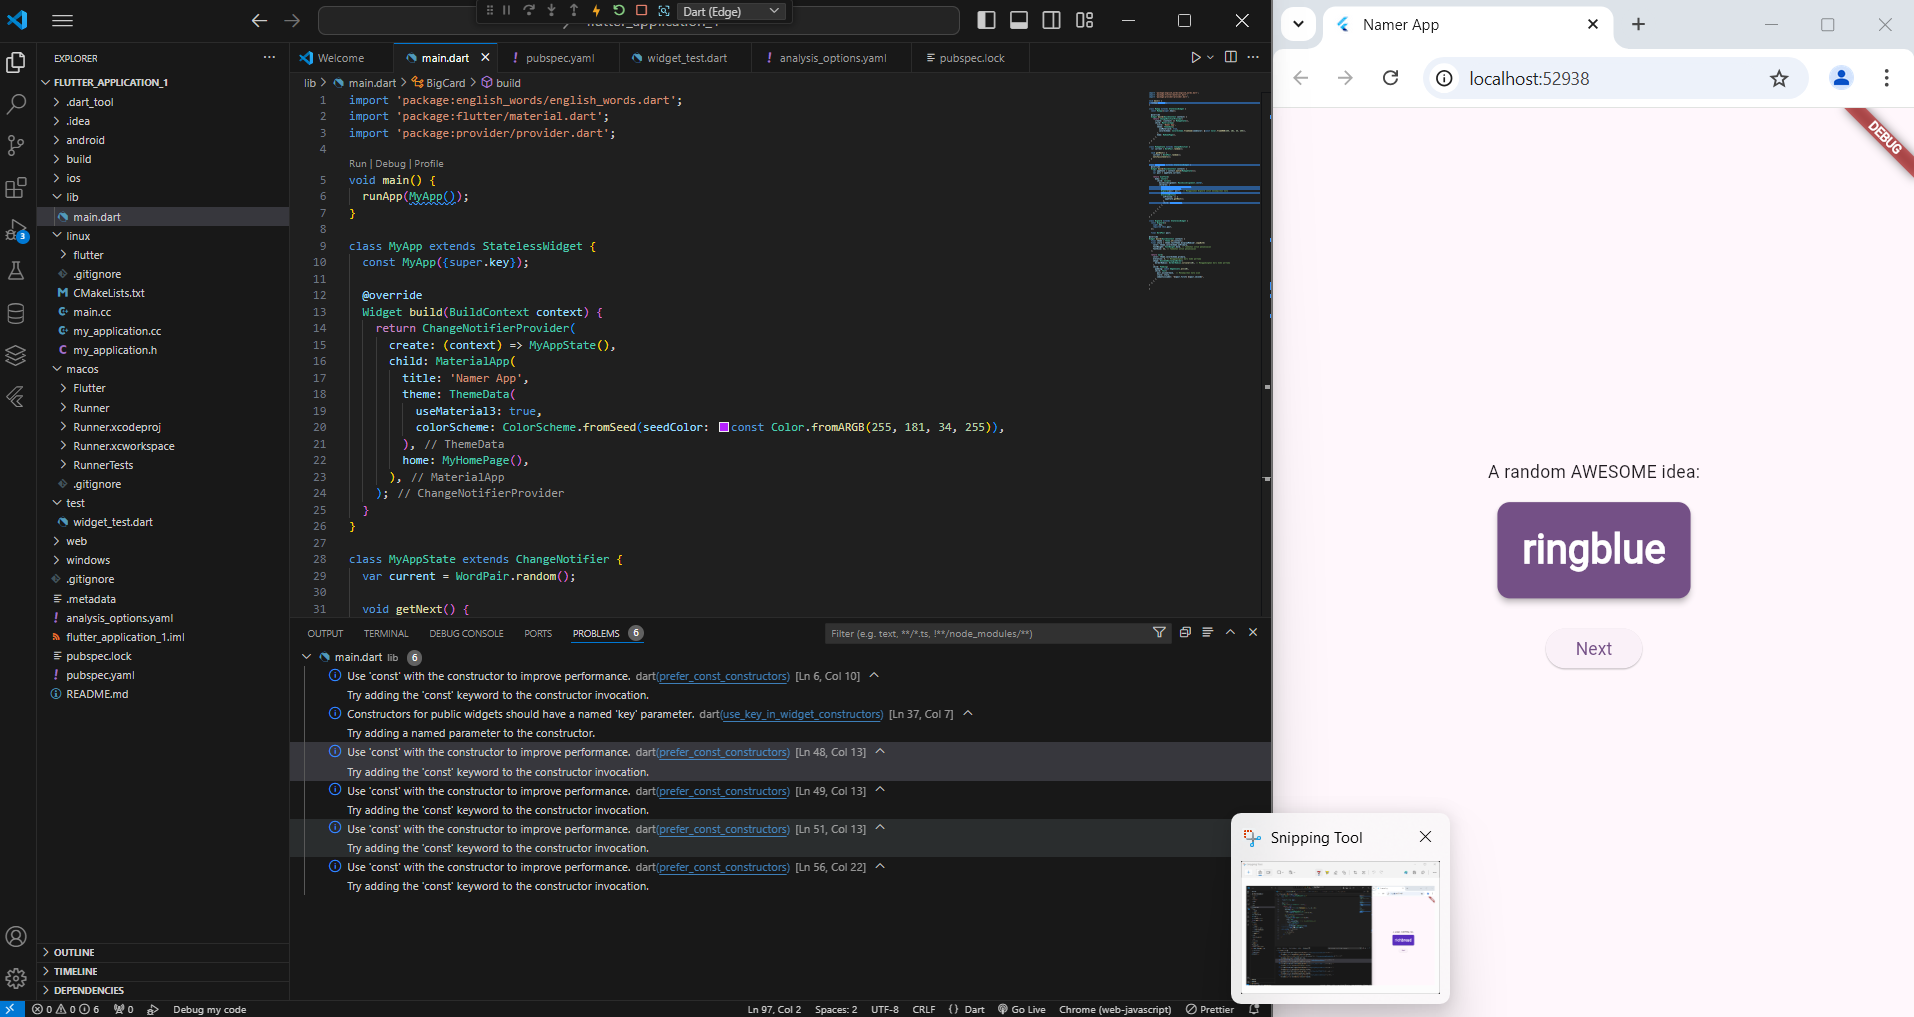 Dart (Edge)
Namer App
localhost:52938
EXPLORER
Welcome
main.dart
pubspec.yaml
widget_test.dart
analysis_options.yaml
pubspec.lock
lib > main.dart > BigCard > build
FLUTTER_APPLICATION_1
.dart_tool
.idea
android
build
ios
lib
main.dart
linux
flutter
.gitignore
CMakeLists.txt
main.cc
my_application.cc
my_application.h
macos
Flutter
Runner
Runner.xcodeproj
Runner.xcworkspace
RunnerTests
.gitignore
test
widget_test.dart
web
windows
.gitignore
.metadata
analysis_options.yaml
flutter_application_1.iml
pubspec.lock
pubspec.yaml
README.md
OUTLINE
TIMELINE
DEPENDENCIES
1 import 'package:english_words/english_words.dart';
2 import 'package:flutter/material.dart';
3 import 'package:provider/provider.dart';
4
Run | Debug | Profile
5 void main() {
6 runApp(MyApp());
7 }
8
9 class MyApp extends StatelessWidget {
10 const MyApp({super.key});
11
12 @override
13 Widget build(BuildContext context) {
14 return ChangeNotifierProvider(
15 create: (context) => MyAppState(),
16 child: MaterialApp(
17 title: 'Namer App',
18 theme: ThemeData(
19 useMaterial3: true,
20 colorScheme: ColorScheme.fromSeed(seedColor: const Color.fromARGB(255, 181, 34, 255)),
21 ), // ThemeData
22 home: MyHomePage(),
23 ), // MaterialApp
24 ); // ChangeNotifierProvider
25 }
26 }
27
28 class MyAppState extends ChangeNotifier {
29 var current = WordPair.random();
30
31 void getNext() {
OUTPUT
TERMINAL
DEBUG CONSOLE
PORTS
PROBLEMS 6
Filter (e.g. text, **/*.ts, !**/node_modules/**)
main.dart lib 6
Use 'const' with the constructor to improve performance. dart(prefer_const_constructors) [Ln 6, Col 10]
Try adding the 'const' keyword to the constructor invocation.
Constructors for public widgets should have a named 'key' parameter. dart(use_key_in_widget_constructors) [Ln 37, Col 7]
Try adding a named parameter to the constructor.
Use 'const' with the constructor to improve performance. dart(prefer_const_constructors) [Ln 48, Col 13]
Try adding the 'const' keyword to the constructor invocation.
Use 'const' with the constructor to improve performance. dart(prefer_const_constructors) [Ln 49, Col 13]
Try adding the 'const' keyword to the constructor invocation.
Use 'const' with the constructor to improve performance. dart(prefer_const_constructors) [Ln 51, Col 13]
Try adding the 'const' keyword to the constructor invocation.
Use 'const' with the constructor to improve performance. dart(prefer_const_constructors) [Ln 56, Col 22]
Try adding the 'const' keyword to the constructor invocation.
DEBUG
A random AWESOME idea:
ringblue
Next
Snipping Tool
3
0 0 6 0 Debug my code
Ln 97, Col 2 Spaces: 2 UTF-8 CRLF {} Dart Go Live Chrome (web-javascript) Prettier